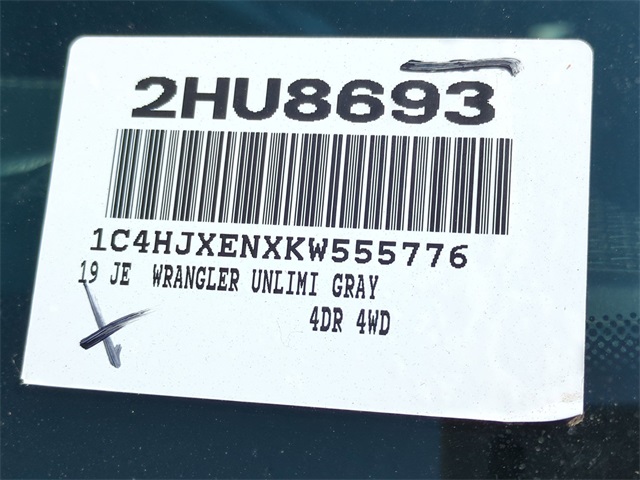 2HU8693
1C4HJXENXKW555776
19 JE WRANGLER UNLIMI GRAY
4DR 4WD